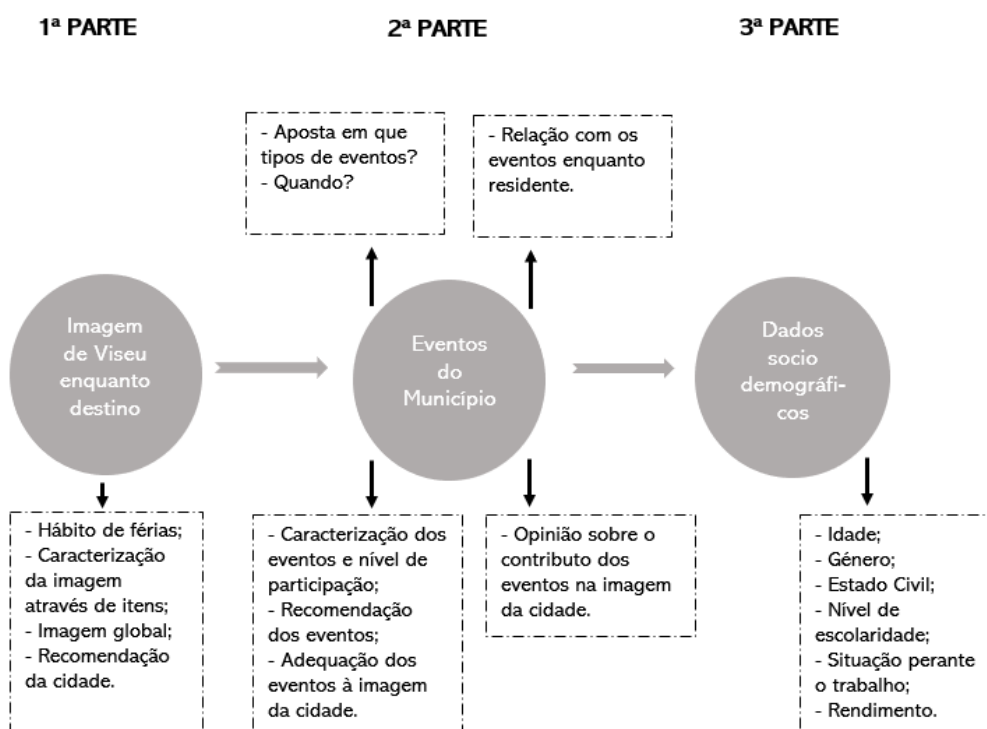 1ª PARTE
2ª PARTE
3ª PARTE
- Aposta em que
tipos de eventos?
- Quando?
- Relação com os
eventos enquanto
residente.
Imagem
de Viseu
enquanto
destino
Eventos
do
Município
Dados
socio
demográfi-
cos
- Hábito de férias;
- Caracterização
da imagem
através de itens;
- Imagem global;
- Recomendação
da cidade.
- Caracterização dos
eventos e nível de
participação;
- Recomendação
dos eventos;
- Adequação dos
eventos à imagem
da cidade.
- Opinião sobre o
contributo dos
eventos na imagem
da cidade.
- Idade;
- Género;
- Estado Civil;
- Nível de
escolaridade;
- Situação perante
o trabalho;
- Rendimento.